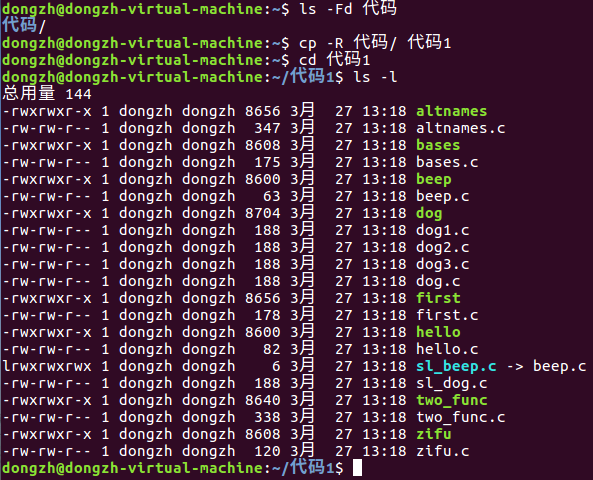 dongzh@dongzh-virtual-machine:~$ ls -Fd 代码
代码/
dongzh@dongzh-virtual-machine:~$ cp -R 代码/ 代码1
dongzh@dongzh-virtual-machine:~$ cd 代码1
dongzh@dongzh-virtual-machine:~/代码1$ ls -l
总用量 144
-rwxrwxr-x 1 dongzh dongzh 8656 3月  27 13:18 altnames
-rw-rw-r-- 1 dongzh dongzh  347 3月  27 13:18 altnames.c
-rwxrwxr-x 1 dongzh dongzh 8608 3月  27 13:18 bases
-rw-rw-r-- 1 dongzh dongzh  175 3月  27 13:18 bases.c
-rwxrwxr-x 1 dongzh dongzh 8600 3月  27 13:18 beep
-rw-rw-r-- 1 dongzh dongzh   63 3月  27 13:18 beep.c
-rwxrwxr-x 1 dongzh dongzh 8704 3月  27 13:18 dog
-rw-rw-r-- 1 dongzh dongzh  188 3月  27 13:18 dog1.c
-rw-rw-r-- 1 dongzh dongzh  188 3月  27 13:18 dog2.c
-rw-rw-r-- 1 dongzh dongzh  188 3月  27 13:18 dog3.c
-rw-rw-r-- 1 dongzh dongzh  188 3月  27 13:18 dog.c
-rwxrwxr-x 1 dongzh dongzh 8656 3月  27 13:18 first
-rw-rw-r-- 1 dongzh dongzh  178 3月  27 13:18 first.c
-rwxrwxr-x 1 dongzh dongzh 8600 3月  27 13:18 hello
-rw-rw-r-- 1 dongzh dongzh   82 3月  27 13:18 hello.c
lrwxrwxrwx 1 dongzh dongzh    6 3月  27 13:18 sl_beep.c -> beep.c
-rw-rw-r-- 1 dongzh dongzh  188 3月  27 13:18 sl_dog.c
-rwxrwxr-x 1 dongzh dongzh 8640 3月  27 13:18 two_func
-rw-rw-r-- 1 dongzh dongzh  338 3月  27 13:18 two_func.c
-rwxrwxr-x 1 dongzh dongzh 8608 3月  27 13:18 zifu
-rw-rw-r-- 1 dongzh dongzh  120 3月  27 13:18 zifu.c
dongzh@dongzh-virtual-machine:~/代码1$